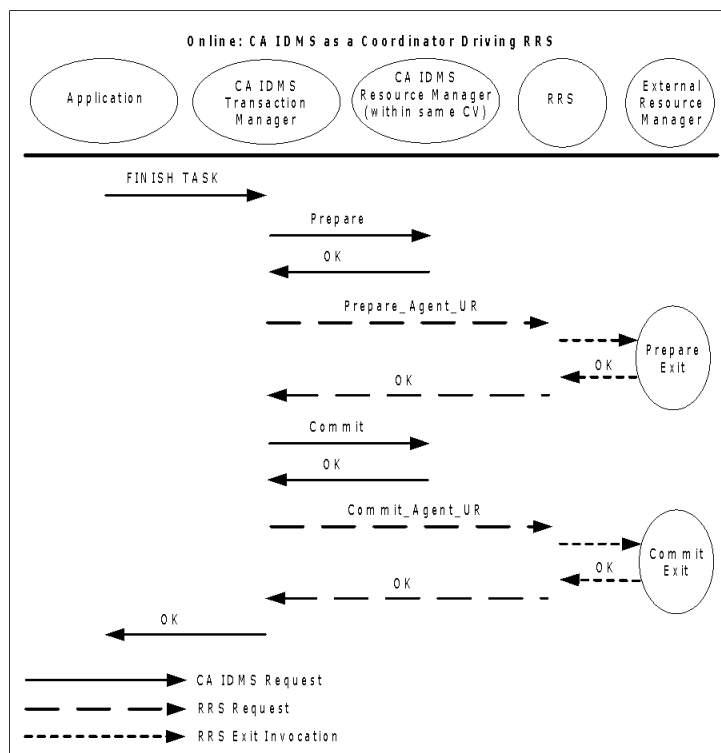 Online: CA IDMS as a Coordinator Driving RRS
Application
CA IDMS
Transaction
Manager
CA IDMS
Resource Manager
(within same CV)
RRS
External
Resource
Manager
FINISH TASK
Prepare
OK
Prepare_Agent_UR
Prepare
Exit
OK
OK
Commit
OK
Commit_Agent_UR
Commit
Exit
OK
OK
OK
CA IDMS Request
RRS Request
RRS Exit Invocation